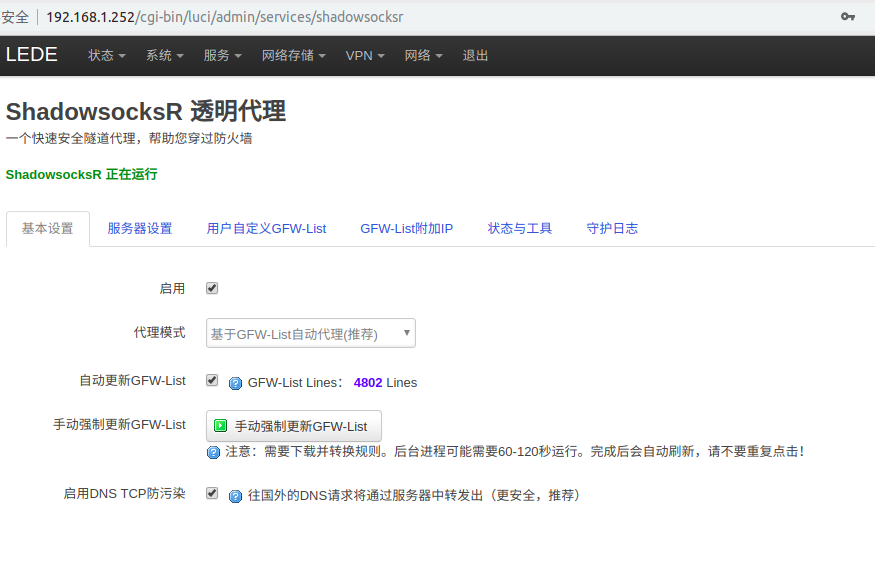 安全 192.168.1.252/cgi-bin/luci/admin/services/shadowsocksr
LEDE 状态 系统 服务 网络存储 VPN 网络 退出
ShadowsocksR 透明代理
一个快速安全隧道代理，帮助您穿过防火墙
ShadowsocksR 正在运行
基本设置 服务器设置 用户自定义GFW-List GFW-List附加IP 状态与工具 守护日志
启用
代理模式 基于GFW-List自动代理(推荐)
自动更新GFW-List GFW-List Lines： 4802 Lines
手动强制更新GFW-List 手动强制更新GFW-List
注意：需要下载并转换规则。后台进程可能需要60-120秒运行。完成后会自动刷新，请不要重复点击！
启用DNS TCP防污染 往国外的DNS请求将通过服务器中转发出（更安全，推荐）